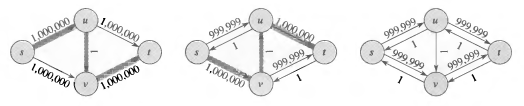 1,000,000 u 1,000,000
s 1 t
1,000,000 v 1,000,000
999,999 u 1,000,000
1
s 1 t
999,999
1,000,000 v 1
999,999 u 999,999
1 1
s 1 t
999,999 999,999
1 v 1